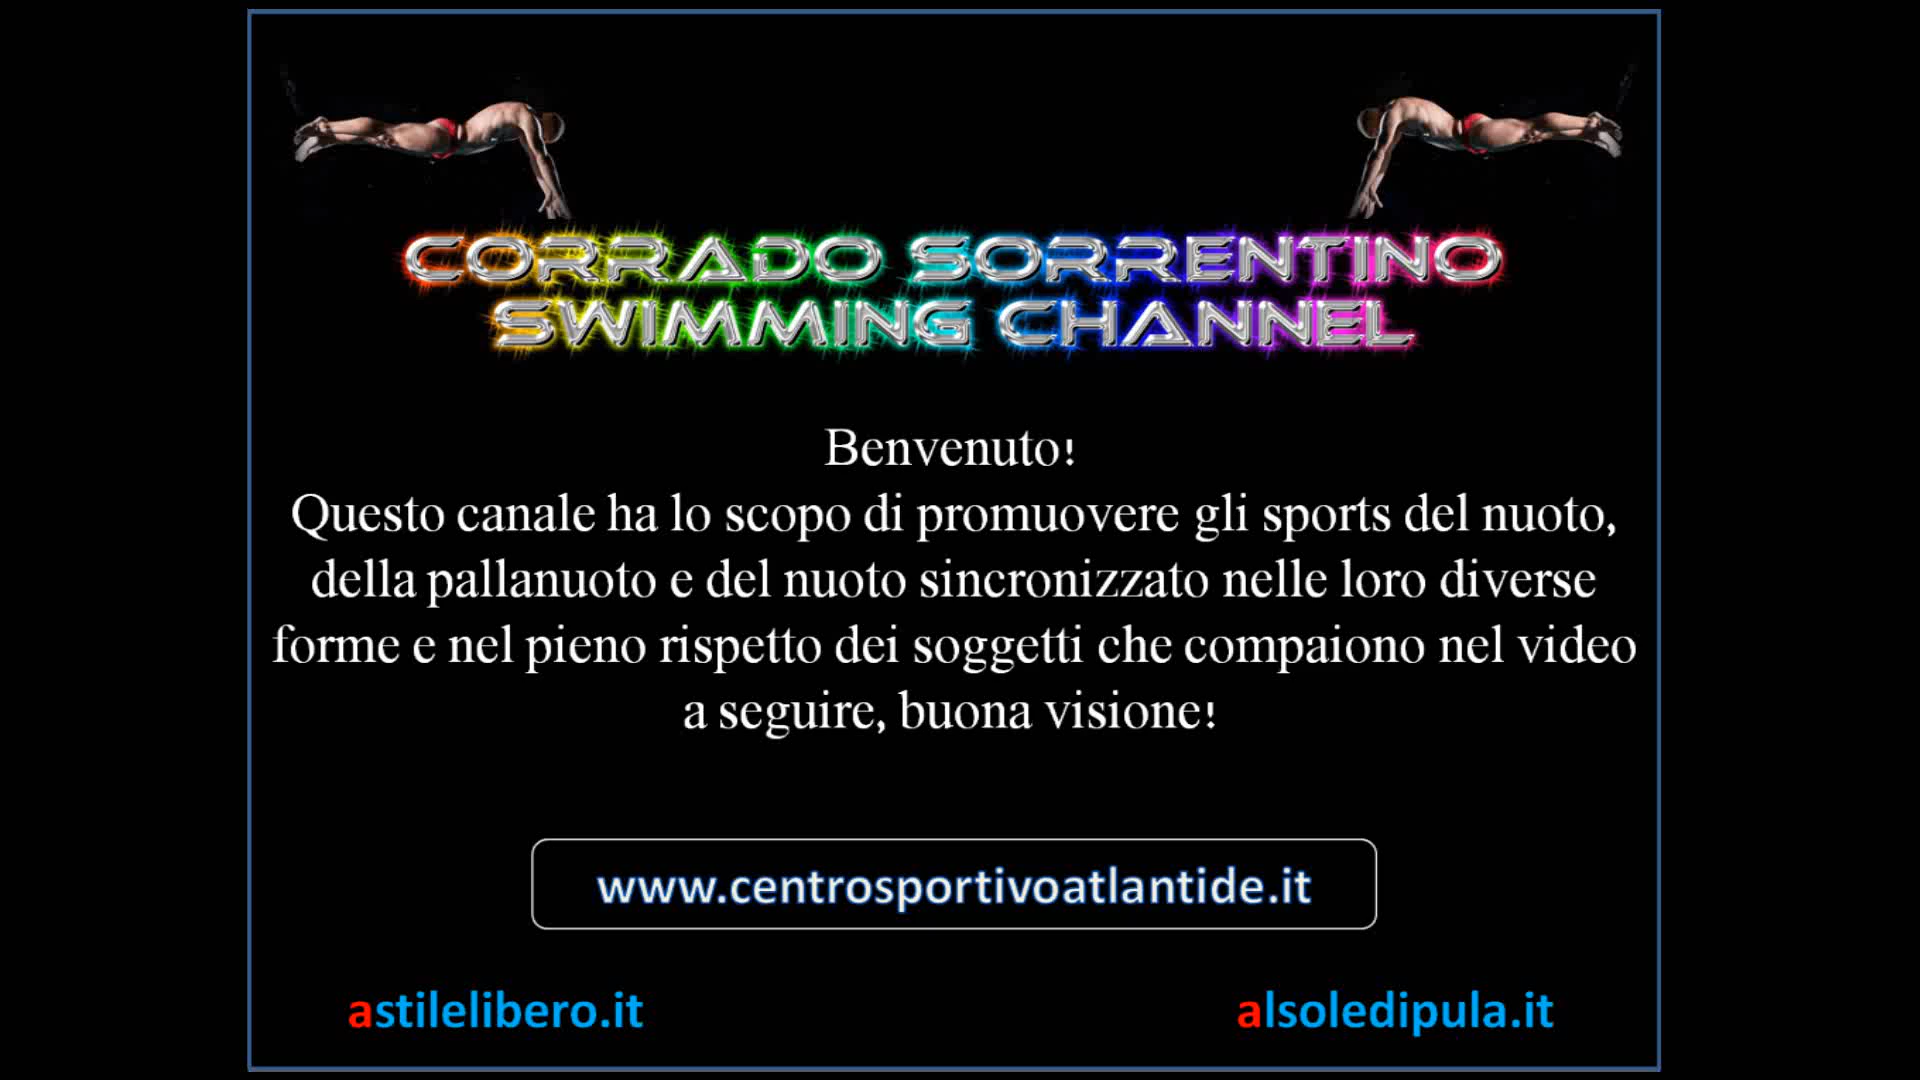 CORRADO SORRENTINO
SWIMMING CHANNEL
Benvenuto!
Questo canale ha lo scopo di promuovere gli sports del nuoto,
della pallanuoto e del nuoto sincronizzato nelle loro diverse
forme e nel pieno rispetto dei soggetti che compaiono nel video
a seguire, buona visione!
www.centrosportivoatlantide.it
astilelibero.it
alsoledipula.it